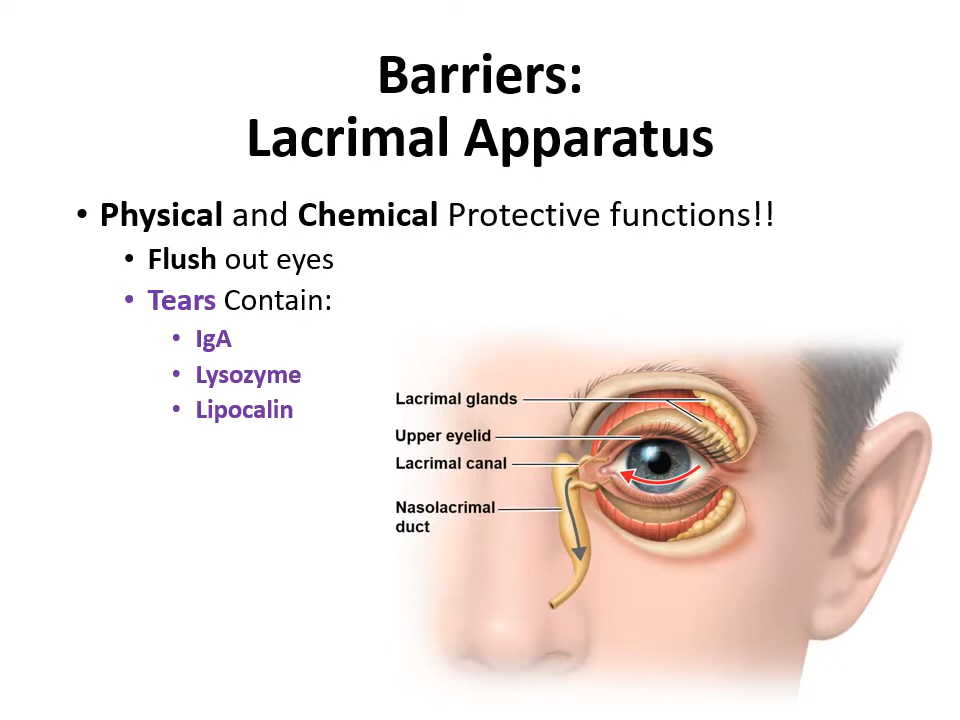 Barriers:
Lacrimal Apparatus
• Physical and Chemical Protective functions!!
• Flush out eyes
• Tears Contain:
• IgA
• Lysozyme
• Lipocalin
Lacrimal glands
Upper eyelid
Lacrimal canal
Nasolacrimal
duct